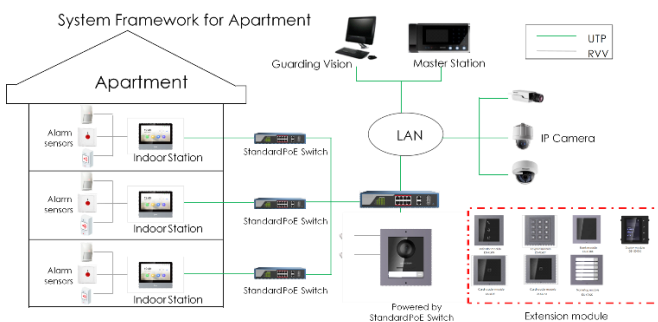 System Framework for Apartment
UTP
RVV
Guarding Vision
Master Station
Apartment
LAN
IP Camera
Alarm
sensors
Indoor Station
StandardPoE Switch
Alarm
sensors
Indoor Station
StandardPoE Switch
Alarm
sensors
Indoor Station
StandardPoE Switch
Powered by
StandardPoE Switch
Extension module